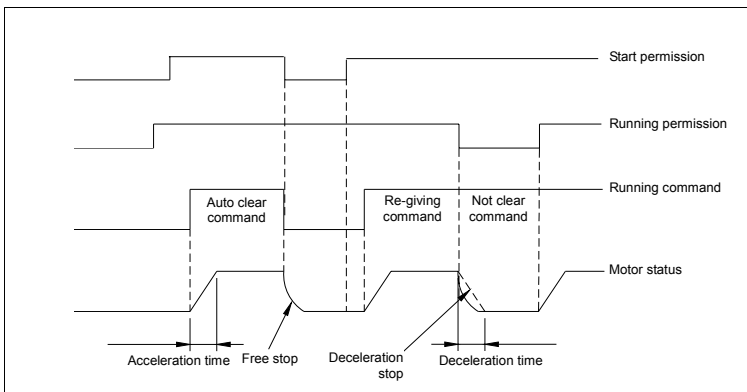 Start permission
Running permission
Running command
Auto clear
command
Re-giving
command
Not clear
command
Motor status
Acceleration time
Free stop
Deceleration
stop
Deceleration time